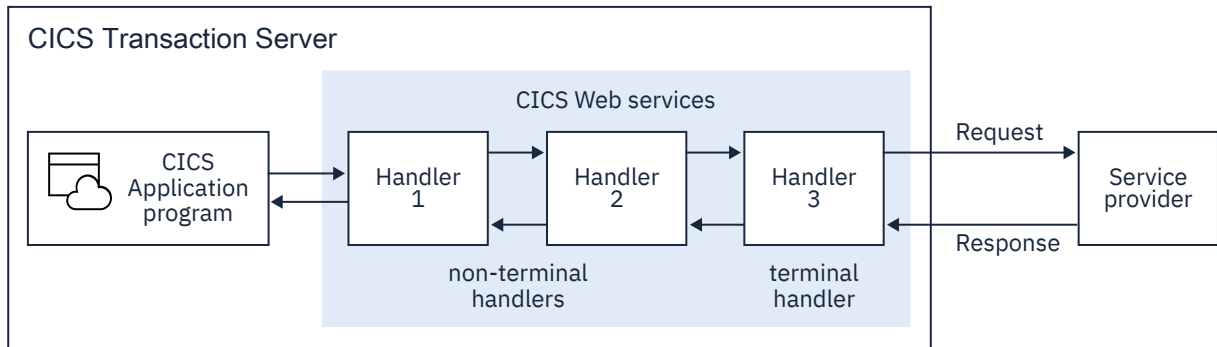 CICS Transaction Server
CICS Web services
CICS
Application
program
Handler
1
Handler
2
Handler
3
Request
Response
Service
provider
non-terminal
handlers
terminal
handler